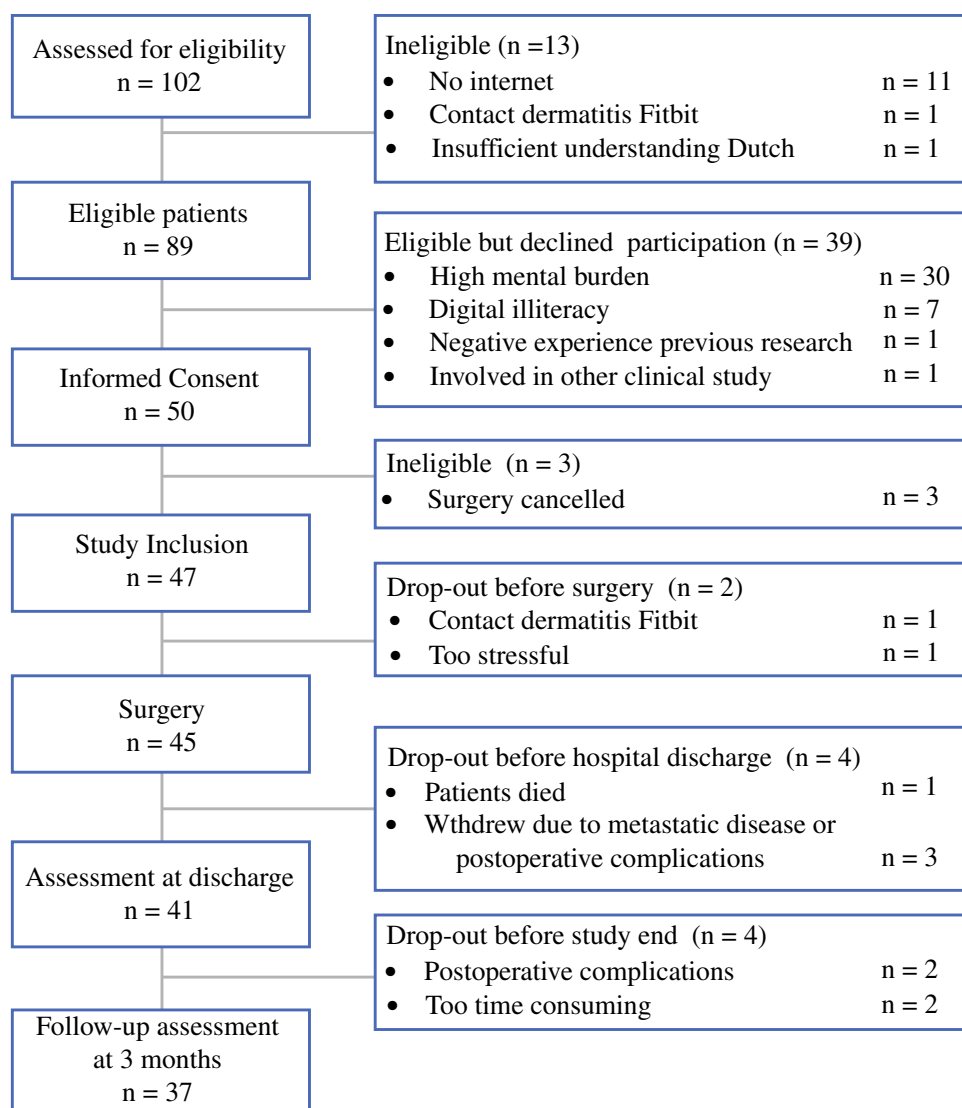 Assessed for eligibility
n = 102
Ineligible (n =13)
• No internet n = 11
• Contact dermatitis Fitbit n = 1
• Insufficient understanding Dutch n = 1
Eligible patients
n = 89
Eligible but declined participation (n = 39)
• High mental burden n = 30
• Digital illiteracy n = 7
• Negative experience previous research n = 1
• Involved in other clinical study n = 1
Informed Consent
n = 50
Ineligible (n = 3)
• Surgery cancelled n = 3
Study Inclusion
n = 47
Drop-out before surgery (n = 2)
• Contact dermatitis Fitbit n = 1
• Too stressful n = 1
Surgery
n = 45
Drop-out before hospital discharge (n = 4)
• Patients died n = 1
• Wthdrew due to metastatic disease or
postoperative complications n = 3
Assessment at discharge
n = 41
Drop-out before study end (n = 4)
• Postoperative complications n = 2
• Too time consuming n = 2
Follow-up assessment
at 3 months
n = 37